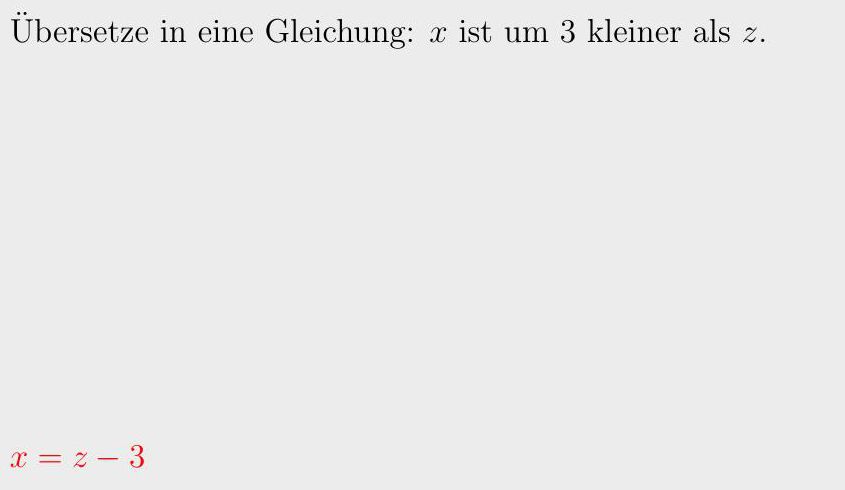 Übersetze in eine Gleichung: x ist um 3 kleiner als z.
x = z − 3